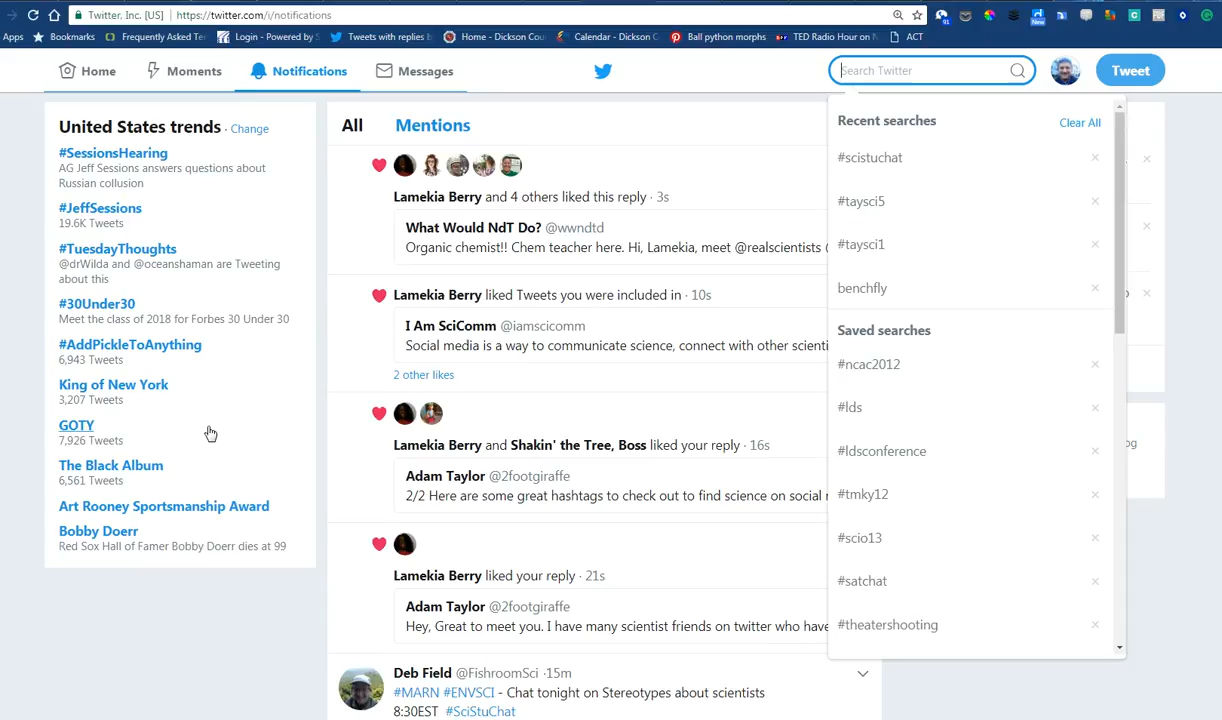 Twitter, Inc. [US] | https://twitter.com/i/notifications
91
New
Apps Bookmarks Frequently Asked Ter Login - Powered by S Tweets with replies b Home - Dickson Cou Calendar - Dickson C Ball python morphs TED Radio Hour on N ACT
Home Moments Notifications Messages Search Twitter Tweet
United States trends · Change
#SessionsHearing
AG Jeff Sessions answers questions about
Russian collusion
#JeffSessions
19.6K Tweets
#TuesdayThoughts
@drWilda and @oceanshaman are Tweeting
about this
#30Under30
Meet the class of 2018 for Forbes 30 Under 30
#AddPickleToAnything
6,943 Tweets
King of New York
3,207 Tweets
GOTY
7,926 Tweets
The Black Album
6,561 Tweets
Art Rooney Sportsmanship Award
Bobby Doerr
Red Sox Hall of Famer Bobby Doerr dies at 99
All Mentions
Lamekia Berry and 4 others liked this reply · 3s
What Would NdT Do? @wwndtd
Organic chemist!! Chem teacher here. Hi, Lamekia, meet @realscientists (
Lamekia Berry liked Tweets you were included in · 10s
I Am SciComm @iamscicomm
Social media is a way to communicate science, connect with other scienti
2 other likes
Lamekia Berry and Shakin' the Tree, Boss liked your reply · 16s
Adam Taylor @2footgiraffe
2/2 Here are some great hashtags to check out to find science on social
Lamekia Berry liked your reply · 21s
Adam Taylor @2footgiraffe
Hey, Great to meet you. I have many scientist friends on twitter who have
Deb Field @FishroomSci · 15m
#MARN #ENVSCI - Chat tonight on Stereotypes about scientists
8:30EST #SciStuChat
Recent searches Clear All
#scistuchat
#taysci5
#taysci1
benchfly
Saved searches
#ncac2012
#lds
#ldsconference
#tmky12
#scio13
#satchat
#theatershooting
og